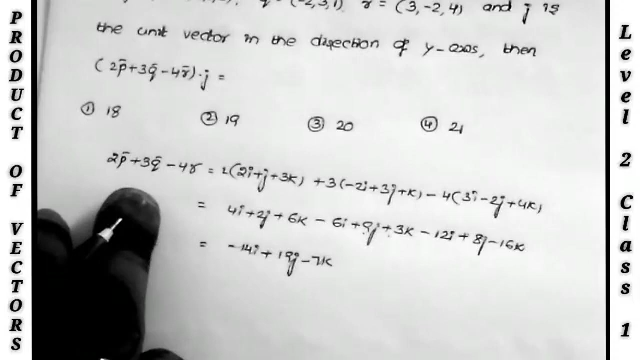 PRODUCT OF VECTORS
q̄ = (-2,3,1) r̄ = (3,-2,4) and j is
the unit vector in the direction of y-axis, then
(2p̄+3q̄-4r̄)·j =
① 18 ② 19 ③ 20 ④ 21
2p̄+3q̄-4r̄ = 2(2i+j+3k) +3(-2i+3j+k) - 4(3i-2j+4k)
= 4i+2j+6k - 6i+9j+3k - 12i+8j-16k
= -14i+19j-7k
Level 2 Class 1